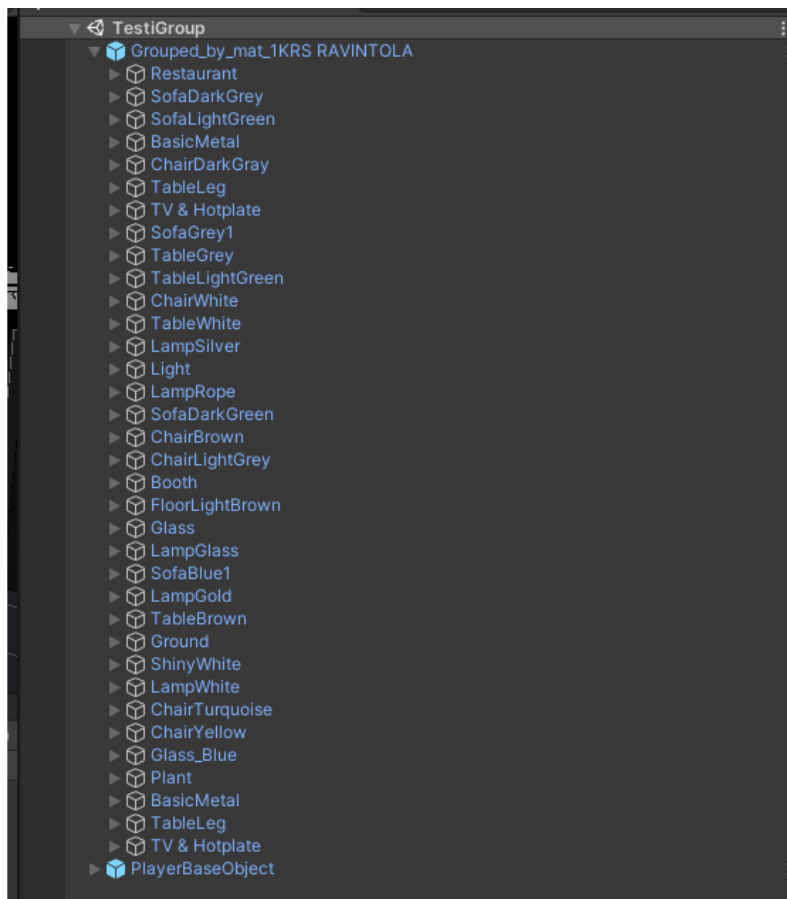 TestiGroup
Grouped_by_mat_1KRS RAVINTOLA
Restaurant
SofaDarkGrey
SofaLightGreen
BasicMetal
ChairDarkGray
TableLeg
TV & Hotplate
SofaGrey1
TableGrey
TableLightGreen
ChairWhite
TableWhite
LampSilver
Light
LampRope
SofaDarkGreen
ChairBrown
ChairLightGrey
Booth
FloorLightBrown
Glass
LampGlass
SofaBlue1
LampGold
TableBrown
Ground
ShinyWhite
LampWhite
ChairTurquoise
ChairYellow
Glass_Blue
Plant
BasicMetal
TableLeg
TV & Hotplate
PlayerBaseObject